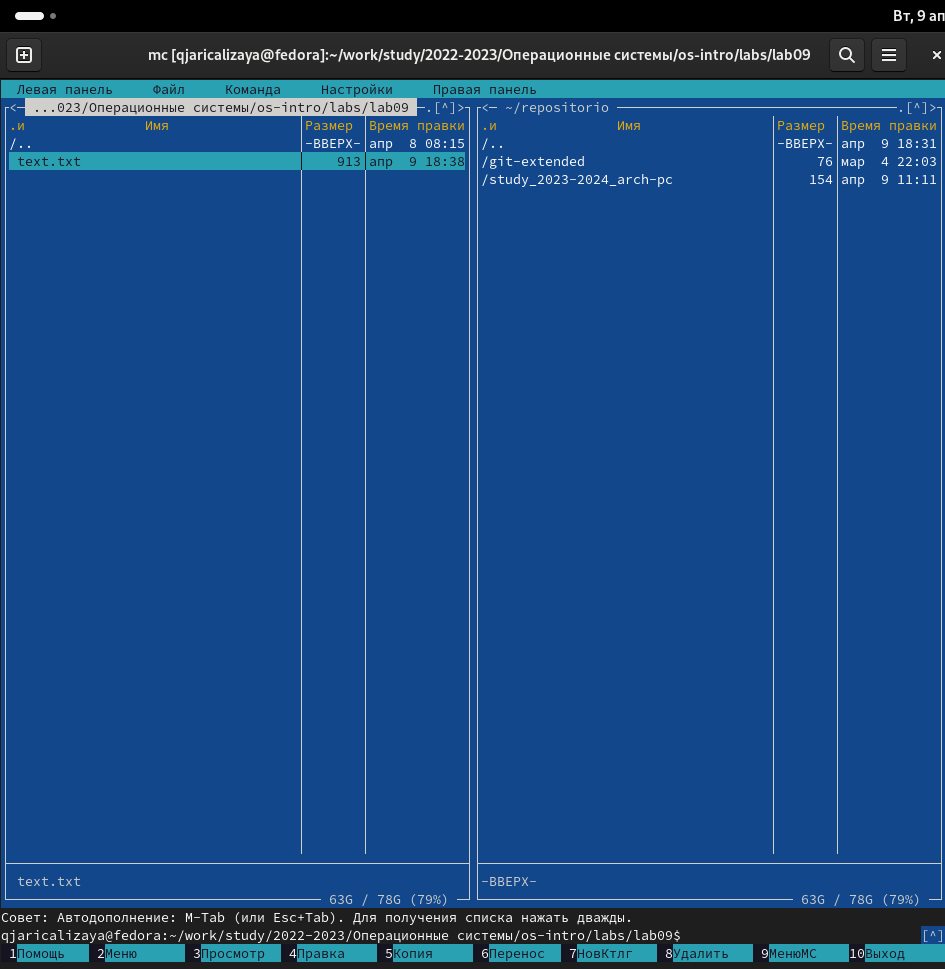 Вт, 9 ап
mc [qjaricalizaya@fedora]:~/work/study/2022-2023/Операционные системы/os-intro/labs/lab09
Левая панель Файл Команда Настройки Правая панель
<─ ...023/Операционные системы/os-intro/labs/lab09 ─.[^]> <─ ~/repositorio ─.[^]>
.и Имя Размер Время правки .и Имя Размер Время правки
/.. -ВВЕРХ- апр 8 08:15 /.. -ВВЕРХ- апр 9 18:31
text.txt 913 апр 9 18:38 /git-extended 76 мар 4 22:03
/study_2023-2024_arch-pc 154 апр 9 11:11
text.txt -ВВЕРХ-
63G / 78G (79%) 63G / 78G (79%)
Совет: Автодополнение: M-Tab (или Esc+Tab). Для получения списка нажать дважды.
qjaricalizaya@fedora:~/work/study/2022-2023/Операционные системы/os-intro/labs/lab09$ [^]
1Помощь 2Меню 3Просмотр 4Правка 5Копия 6Перенос 7НовКтлг 8Удалить 9МенюМС 10Выход